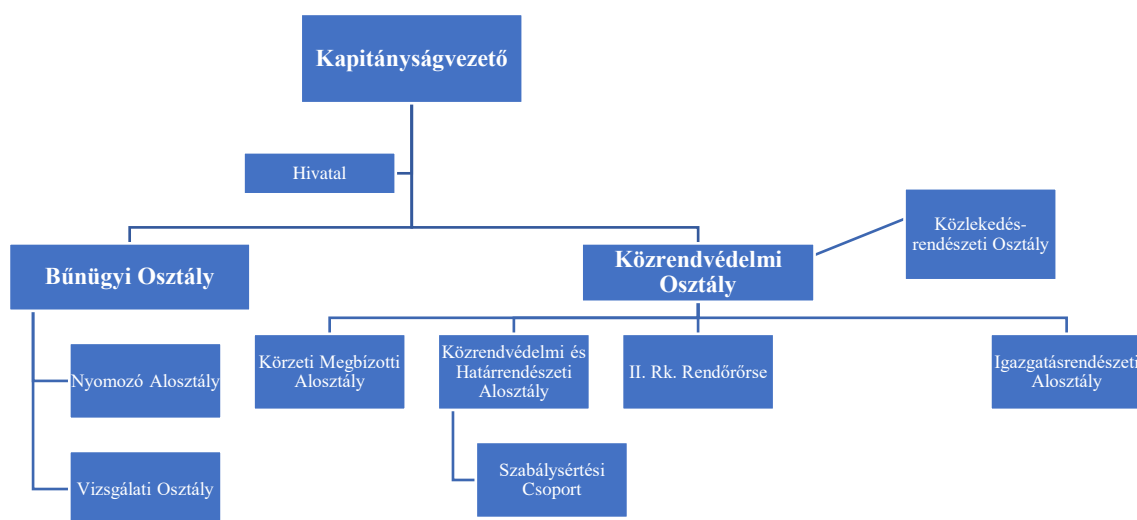 Kapitányságvezető
Hivatal
Közlekedés-
rendészeti Osztály
Bűnügyi Osztály
Közrendvédelmi
Osztály
Nyomozó Alosztály
Vizsgálati Osztály
Körzeti Megbízotti
Alosztály
Közrendvédelmi és
Határrendészeti
Alosztály
Szabálysértési
Csoport
II. Rk. Rendőrőrse
Igazgatásrendészeti
Alosztály